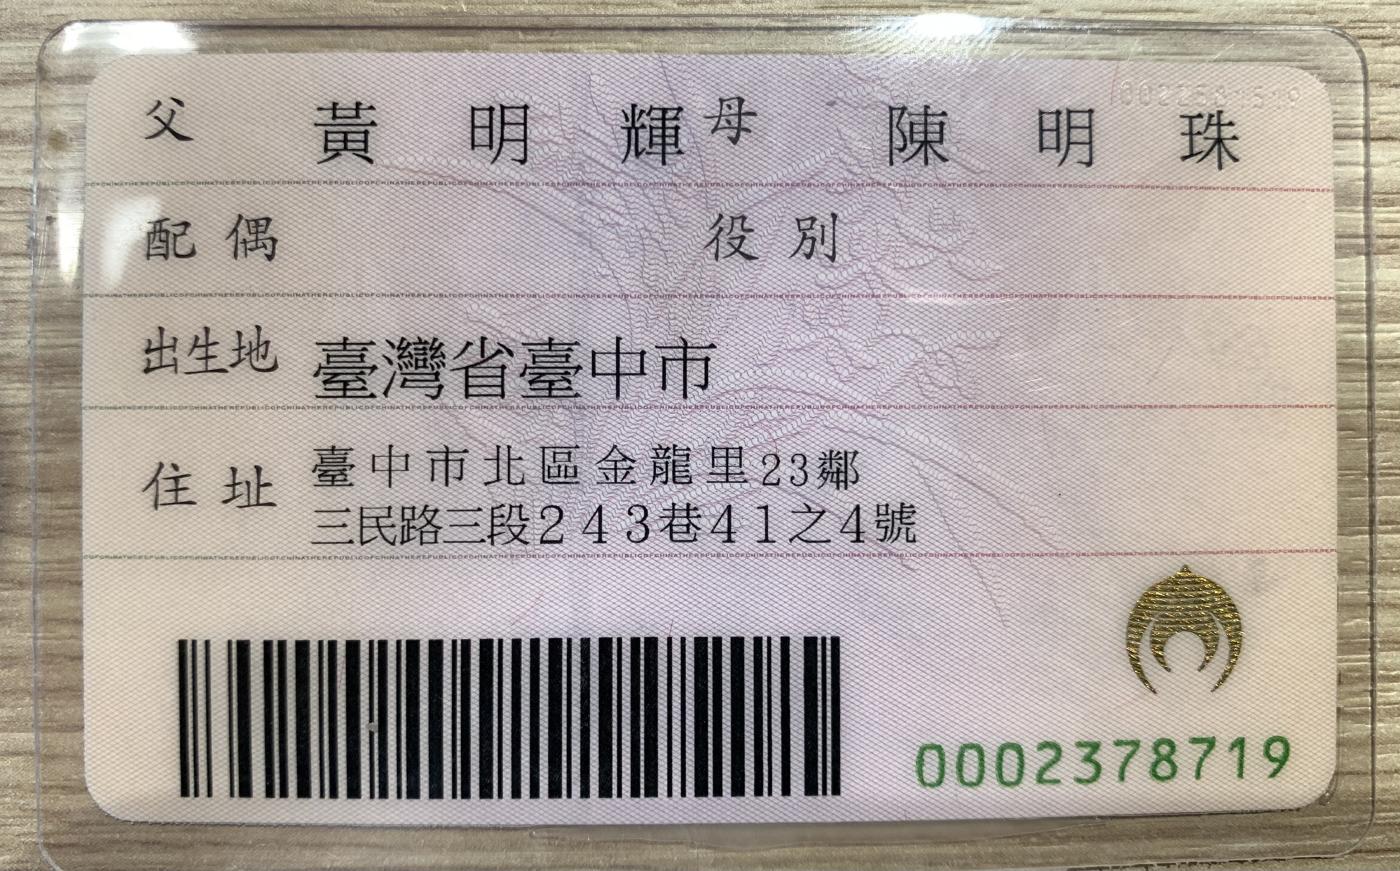 父 黃明輝 母 陳明珠
配偶 役別
出生地 臺灣省臺中市
住址 臺中市北區金龍里23鄰
三民路三段243巷41之4號
0002378719